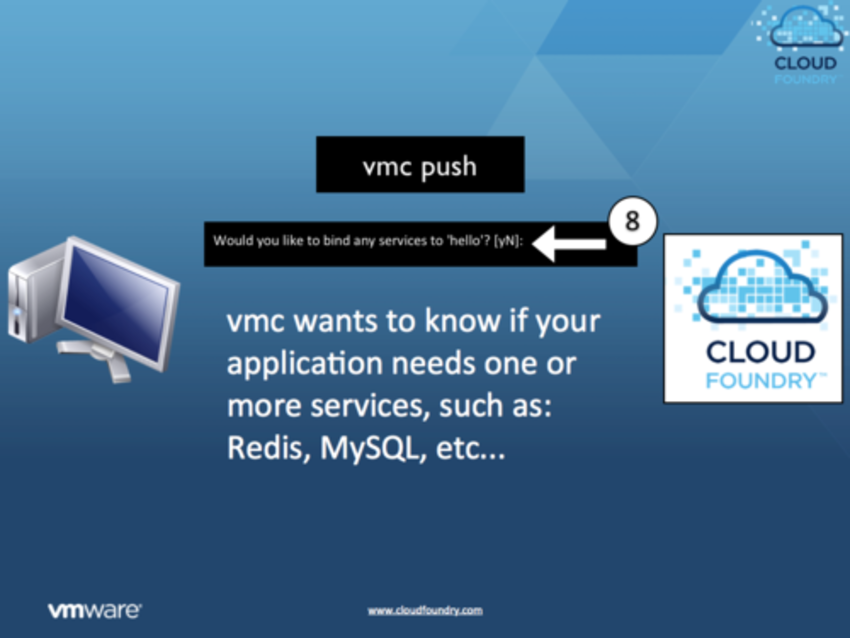 CLOUD
FOUNDRY™
vmc push
8
Would you like to bind any services to 'hello'? [yN]:
CLOUD
FOUNDRY™
vmc wants to know if your
application needs one or
more services, such as:
Redis, MySQL, etc...
vmware®
www.cloudfoundry.com